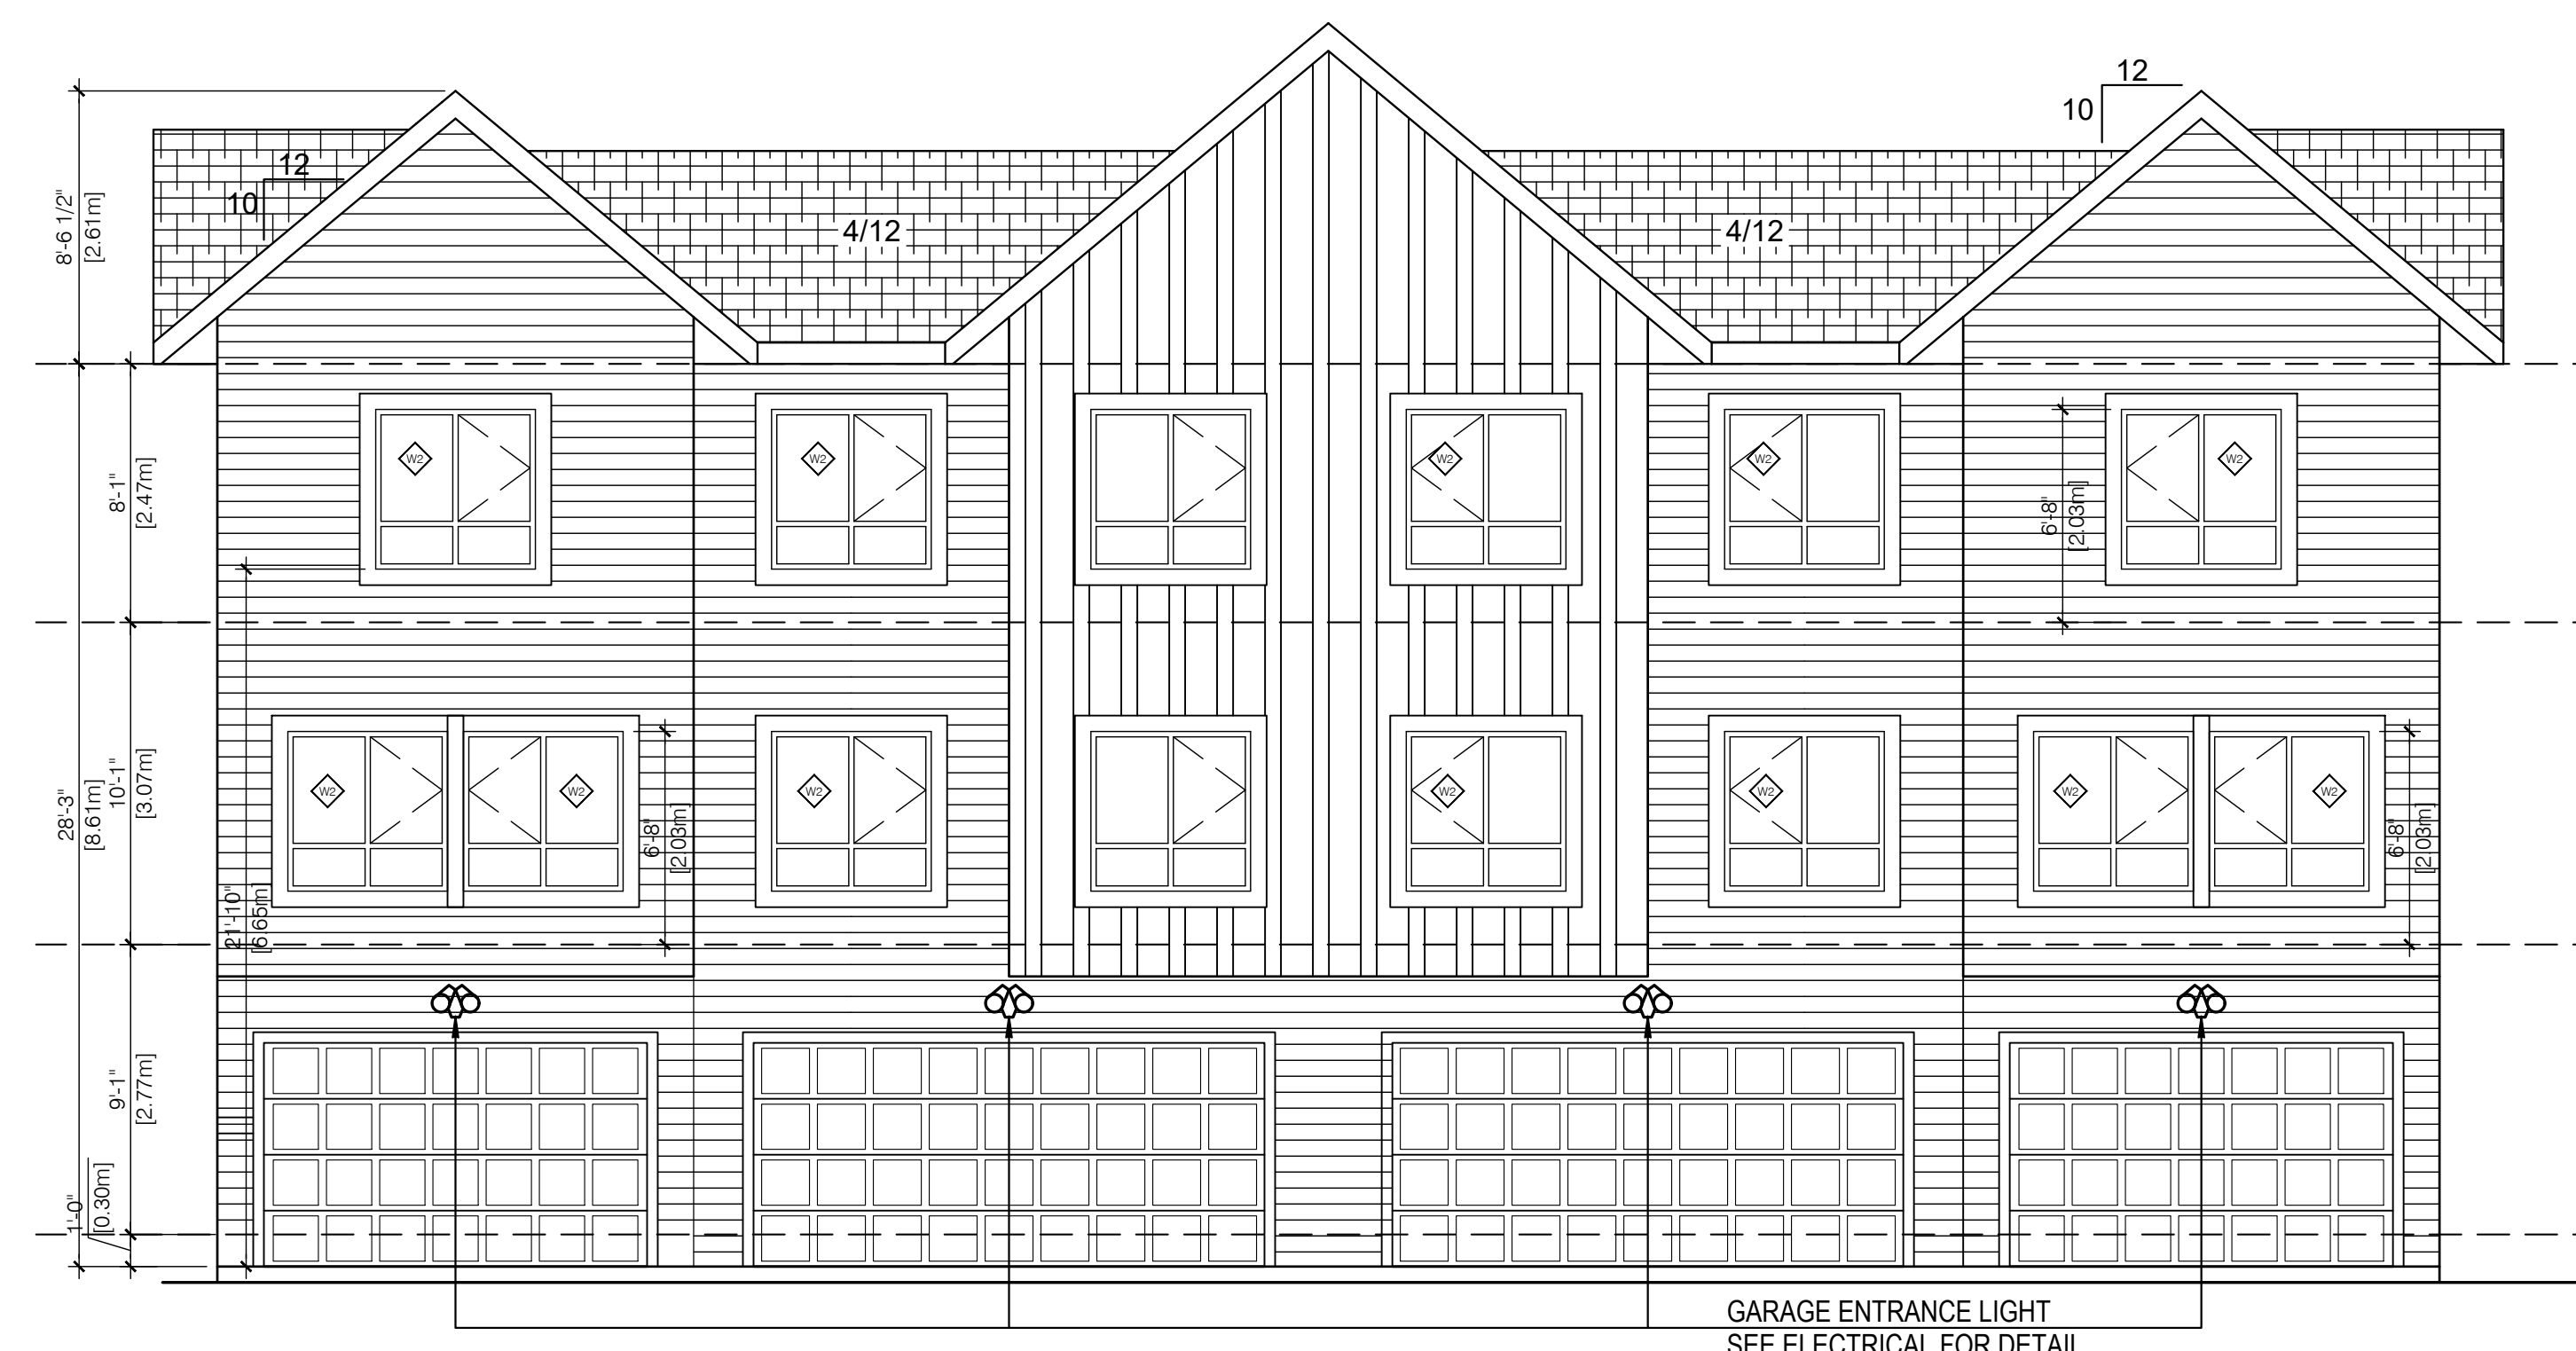 12
10
12
10
4/12
4/12
8'-6 1/2"
[2.61m]
W2
W2
W2
W2
W2
8'-1"
[2.47m]
6'-8"
[2.03m]
28'-3"
[8.61m]
10'-1"
[3.07m]
W2
W2
W2
W2
W2
W2
W2
6'-8"
[2.03m]
6'-8"
[2.03m]
21'-10"
[6.65m]
9'-1"
[2.77m]
1'-0"
[0.30m]
GARAGE ENTRANCE LIGHT
SEE ELECTRICAL FOR DETAIL